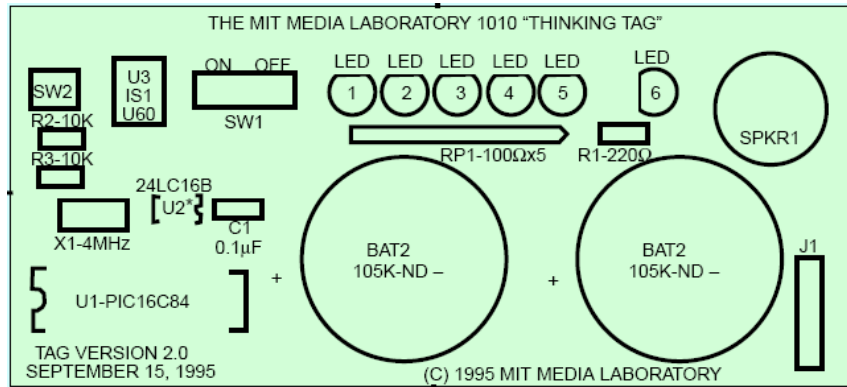 THE MIT MEDIA LABORATORY 1010 “THINKING TAG”
ON OFF
LED LED LED LED LED
LED
SW2
U3
IS1
U60
SW1
1 2 3 4 5
6
SPKR1
R2-10K
R3-10K
RP1-100Ωx5
R1-220Ω
24LC16B
U2*
X1-4MHz
C1
0.1μF
BAT2
105K-ND –
+
BAT2
105K-ND –
+
J1
U1-PIC16C84
TAG VERSION 2.0
SEPTEMBER 15, 1995
(C) 1995 MIT MEDIA LABORATORY